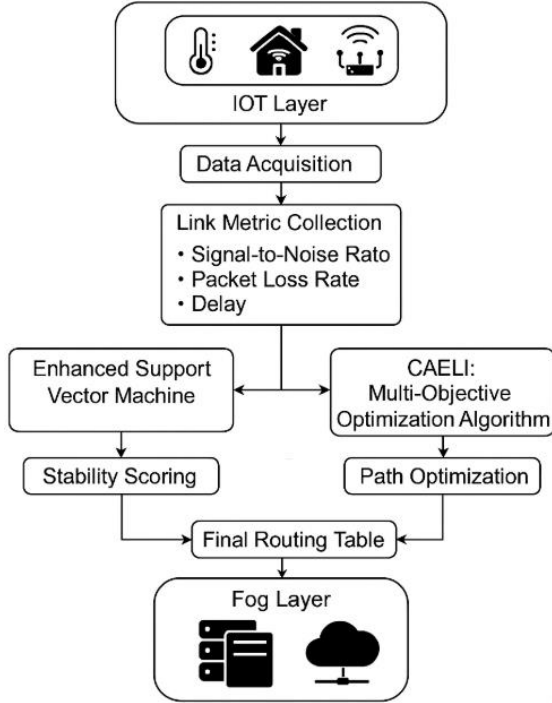 IOT Layer
Data Acquisition
Link Metric Collection
• Signal-to-Noise Rato
• Packet Loss Rate
• Delay
Enhanced Support
Vector Machine
CAELI:
Multi-Objective
Optimization Algorithm
Stability Scoring
Path Optimization
Final Routing Table
Fog Layer